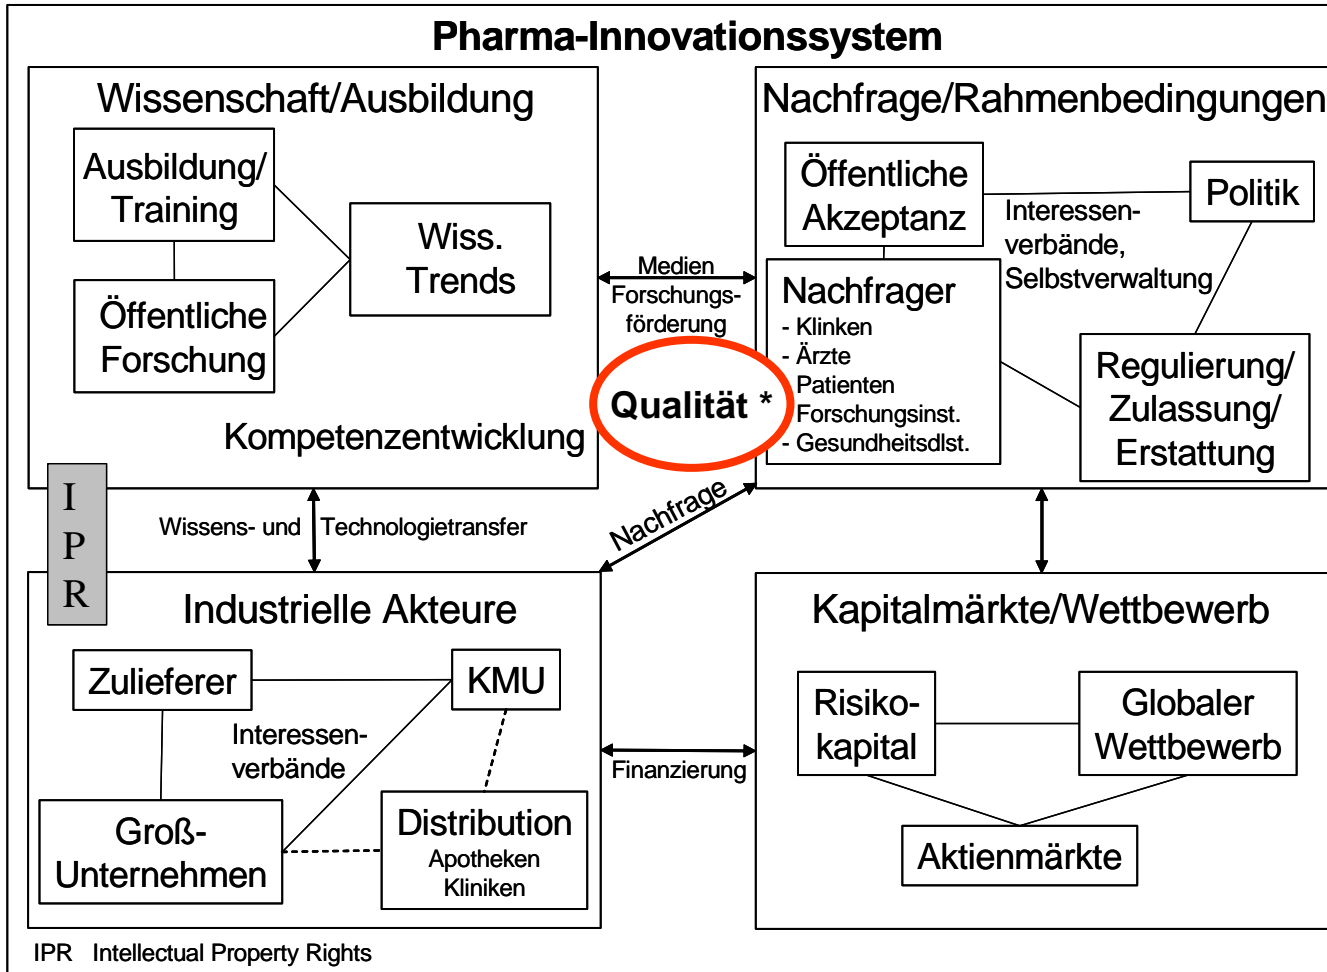 Pharma-Innovationssystem
Wissenschaft/Ausbildung
Ausbildung/
Training
Wiss.
Trends
Öffentliche
Forschung
Kompetenzentwicklung
Medien
Forschungs-
förderung
Qualität *
Nachfrage/Rahmenbedingungen
Öffentliche
Akzeptanz
Politik
Interessen-
verbände,
Selbstverwaltung
Nachfrager
- Klinken
- Ärzte
Patienten
Forschungsinst.
- Gesundheitsdlst.
Regulierung/
Zulassung/
Erstattung
I
P
R
Wissens- und Technologietransfer
Nachfrage
Industrielle Akteure
Zulieferer
KMU
Interessen-
verbände
Groß-
Unternehmen
Distribution
Apotheken
Kliniken
Finanzierung
Kapitalmärkte/Wettbewerb
Risiko-
kapital
Globaler
Wettbewerb
Aktienmärkte
IPR Intellectual Property Rights